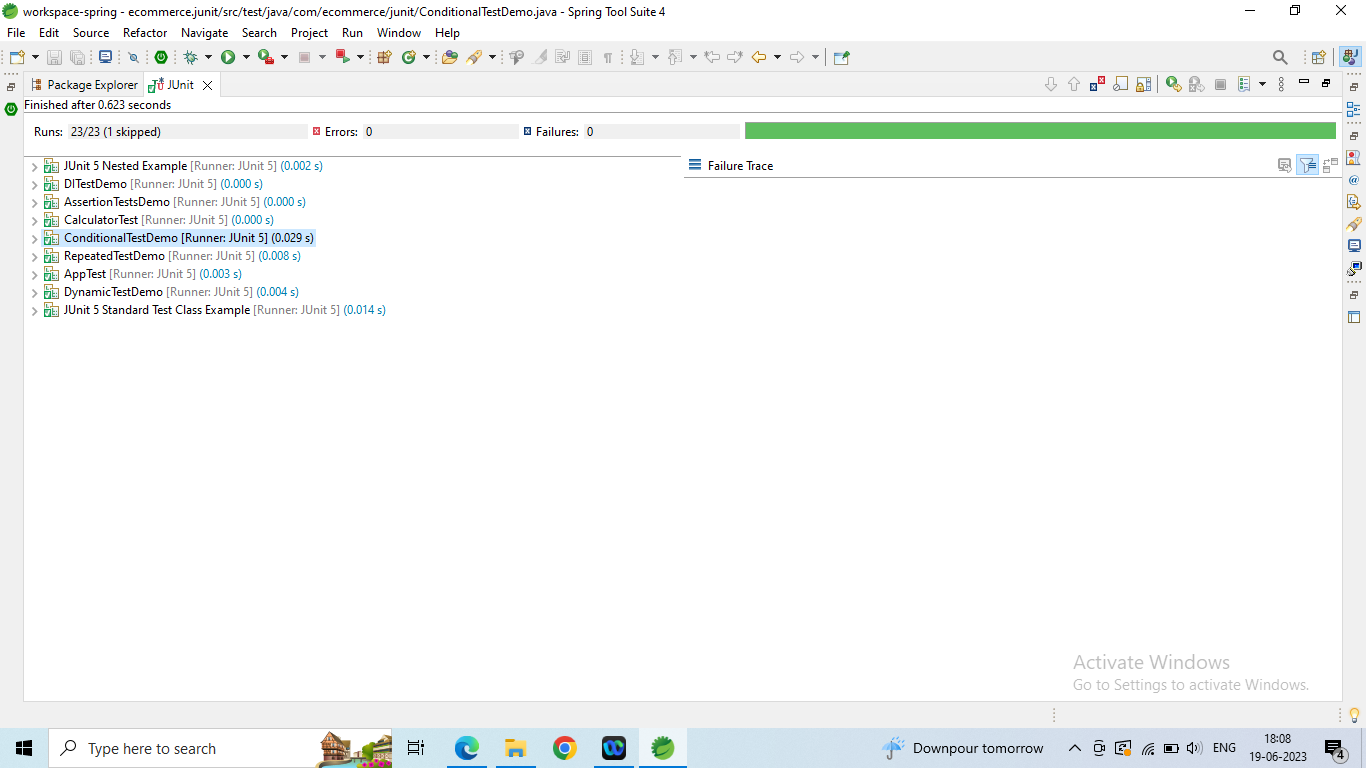 workspace-spring - ecommerce.junit/src/test/java/com/ecommerce/junit/ConditionalTestDemo.java - Spring Tool Suite 4
File Edit Source Refactor Navigate Search Project Run Window Help
Package Explorer JUnit
Finished after 0.623 seconds
Runs: 23/23 (1 skipped) Errors: 0 Failures: 0
JUnit 5 Nested Example [Runner: JUnit 5] (0.002 s)
Failure Trace
DITestDemo [Runner: JUnit 5] (0.000 s)
AssertionTestsDemo [Runner: JUnit 5] (0.000 s)
CalculatorTest [Runner: JUnit 5] (0.000 s)
ConditionalTestDemo [Runner: JUnit 5] (0.029 s)
RepeatedTestDemo [Runner: JUnit 5] (0.008 s)
AppTest [Runner: JUnit 5] (0.003 s)
DynamicTestDemo [Runner: JUnit 5] (0.004 s)
JUnit 5 Standard Test Class Example [Runner: JUnit 5] (0.014 s)
Activate Windows
Go to Settings to activate Windows.
Type here to search
Downpour tomorrow
ENG
18:08
19-06-2023
4